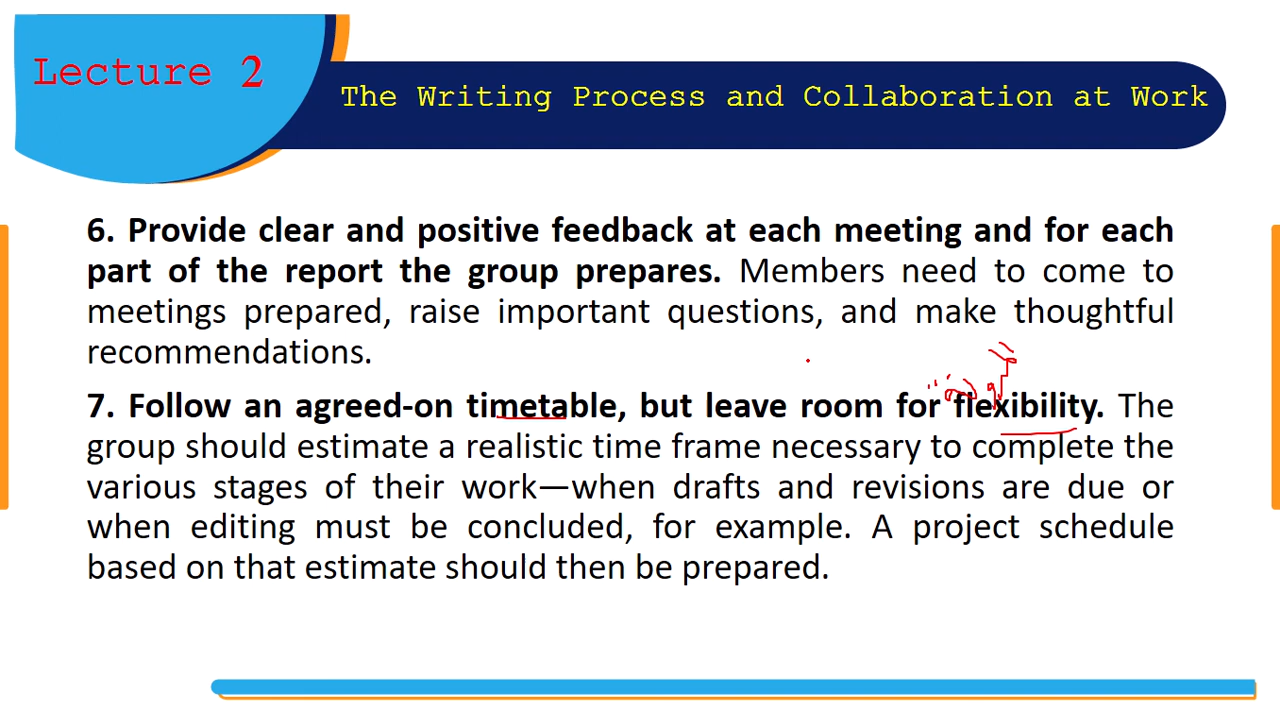 Lecture 2
The Writing Process and Collaboration at Work
6. Provide clear and positive feedback at each meeting and for each
part of the report the group prepares. Members need to come to
meetings prepared, raise important questions, and make thoughtful
recommendations.
7. Follow an agreed-on timetable, but leave room for flexibility. The
group should estimate a realistic time frame necessary to complete the
various stages of their work—when drafts and revisions are due or
when editing must be concluded, for example. A project schedule
based on that estimate should then be prepared.